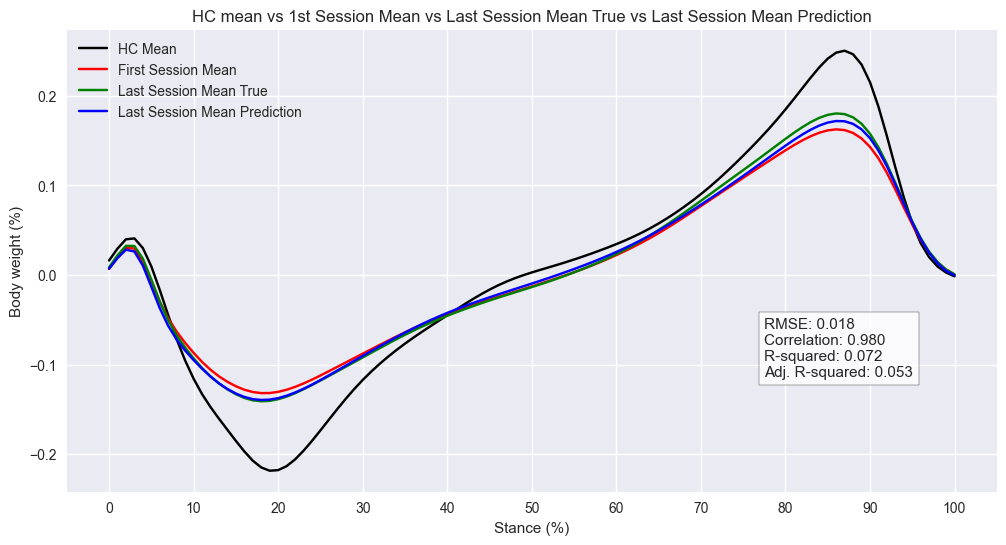 HC mean vs 1st Session Mean vs Last Session Mean True vs Last Session Mean Prediction
HC Mean
First Session Mean
Last Session Mean True
Last Session Mean Prediction
Body weight (%)
0.2
0.1
0.0
−0.1
−0.2
RMSE: 0.018
Correlation: 0.980
R-squared: 0.072
Adj. R-squared: 0.053
0 10 20 30 40 50 60 70 80 90 100
Stance (%)